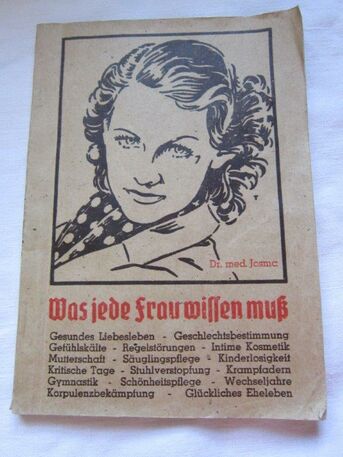 Dr. med. Josmc
Was jede Frau wissen muß
Gesundes Liebesleben - Geschlechtsbestimmung
Gefühlskälte - Regelstörungen - Intime Kosmetik
Mutterschaft - Säuglingspflege - Kinderlosigkeit
Kritische Tage - Stuhlverstopfung - Krampfadern
Gymnastik - Schönheitspflege - Wechseljahre
Korpulenzbekämpfung - Glückliches Eheleben